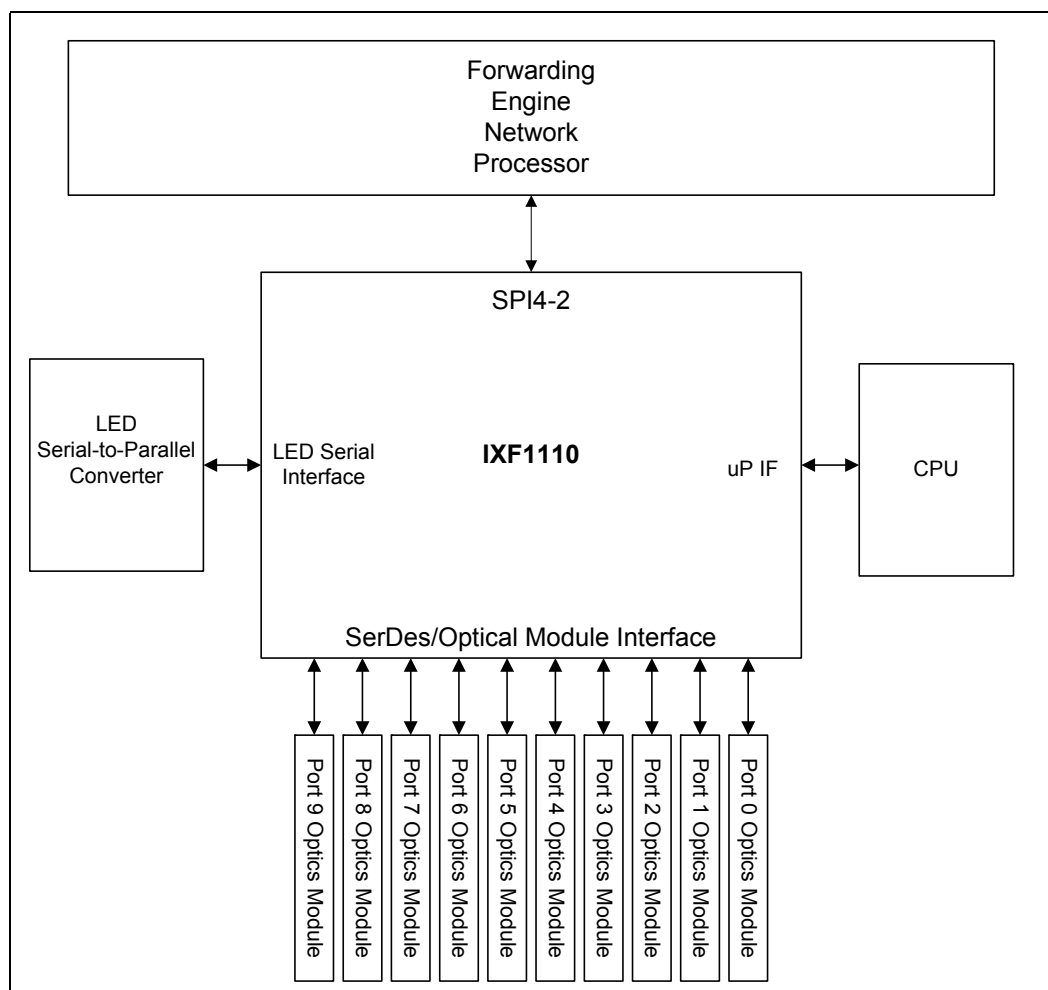 Forwarding
Engine
Network
Processor
SPI4-2
LED
Serial-to-Parallel
Converter
LED Serial
Interface
IXF1110
uP IF
CPU
SerDes/Optical Module Interface
Port 9 Optics Module
Port 8 Optics Module
Port 7 Optics Module
Port 6 Optics Module
Port 5 Optics Module
Port 4 Optics Module
Port 3 Optics Module
Port 2 Optics Module
Port 1 Optics Module
Port 0 Optics Module